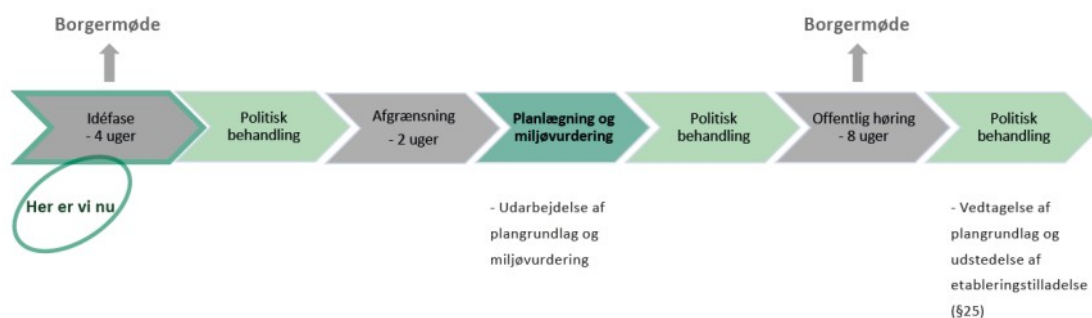 Borgermøde
Borgermøde
Idéfase
- 4 uger
Politisk
behandling
Afgrænsning
- 2 uger
Planlægning og
miljøvurdering
Politisk
behandling
Offentlig høring
- 8 uger
Politisk
behandling
Her er vi nu
- Udarbejdelse af
plangrundlag og
miljøvurdering
- Vedtagelse af
plangrundlag og
udstedelse af
etableringstilladelse
(§25)